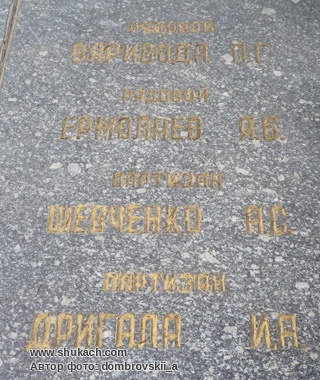 РЯДОВОЙ
ВАРИВОДА П.Г.
РЯДОВОЙ
ЕРМОЛАЕВ Я.Б.
ПАРТИЗАН
ШЕВЧЕНКО А.С.
ПАРТИЗАН
ДРИГАЛА И.А.
www.shukach.com
Автор фото: dombrovskii_a